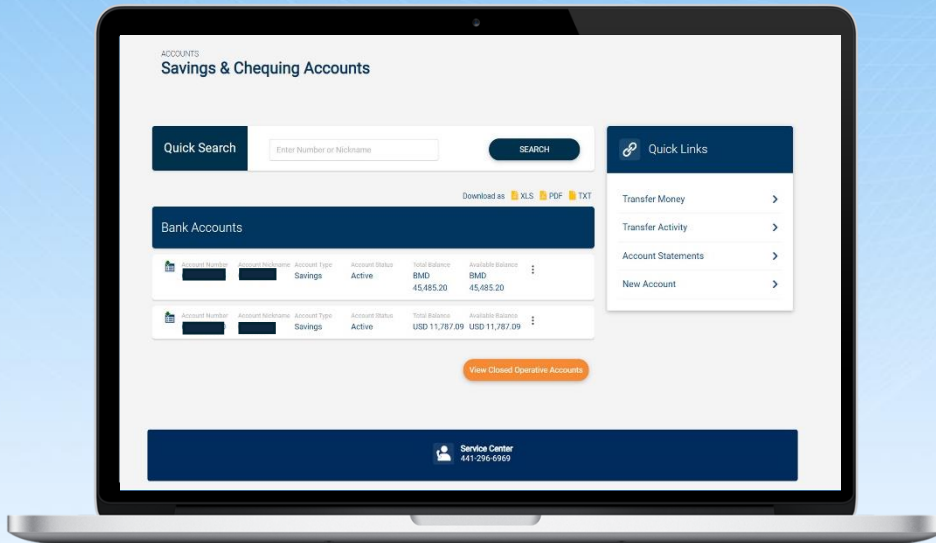 ACCOUNTS
Savings & Chequing Accounts
Quick Search
Enter Number or Nickname
SEARCH
Quick Links
Download as XLS PDF TXT
Transfer Money
Transfer Activity
Account Statements
New Account
Bank Accounts
Account Number Account Nickname Account Type Account Status Total Balance Available Balance
Savings Active BMD BMD
45,485.20 45,485.20
Account Number Account Nickname Account Type Account Status Total Balance Available Balance
Savings Active USD 11,787.09 USD 11,787.09
View Closed Operative Accounts
Service Center
441-296-6969